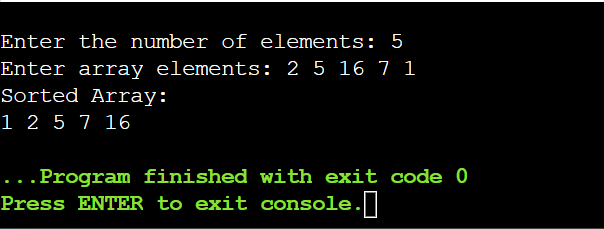 Enter the number of elements: 5
Enter array elements: 2 5 16 7 1
Sorted Array:
1 2 5 7 16
...Program finished with exit code 0
Press ENTER to exit console.